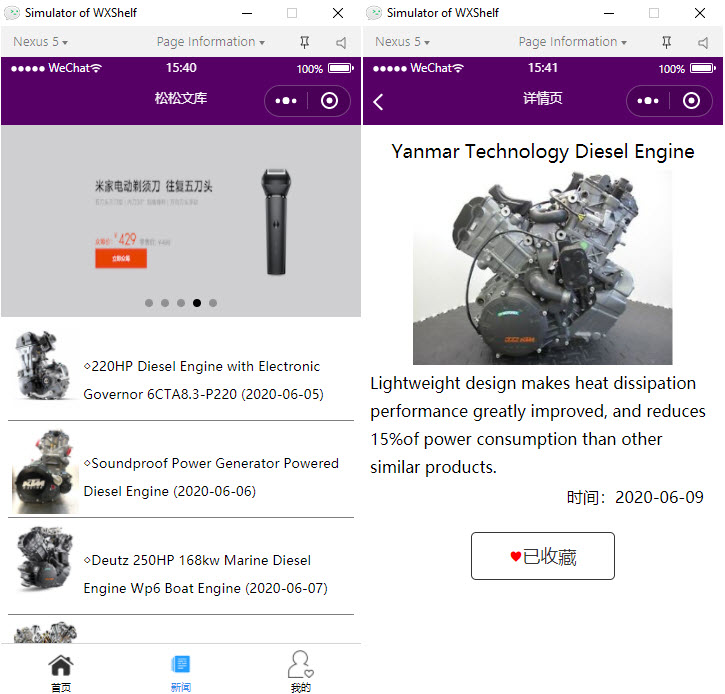 Simulator of WXShelf
Nexus 5
Page Information
WeChat
15:40
100%
松松文库
米家电动剃须刀 往复五刀头
¥429
◇220HP Diesel Engine with Electronic
Governor 6CTA8.3-P220 (2020-06-05)
◇Soundproof Power Generator Powered
Diesel Engine (2020-06-06)
◇Deutz 250HP 168kw Marine Diesel
Engine Wp6 Boat Engine (2020-06-07)
首页
新闻
我的
Simulator of WXShelf
Nexus 5
Page Information
WeChat
15:41
100%
详情页
Yanmar Technology Diesel Engine
Lightweight design makes heat dissipation
performance greatly improved, and reduces
15%of power consumption than other
similar products.
时间：2020-06-09
已收藏